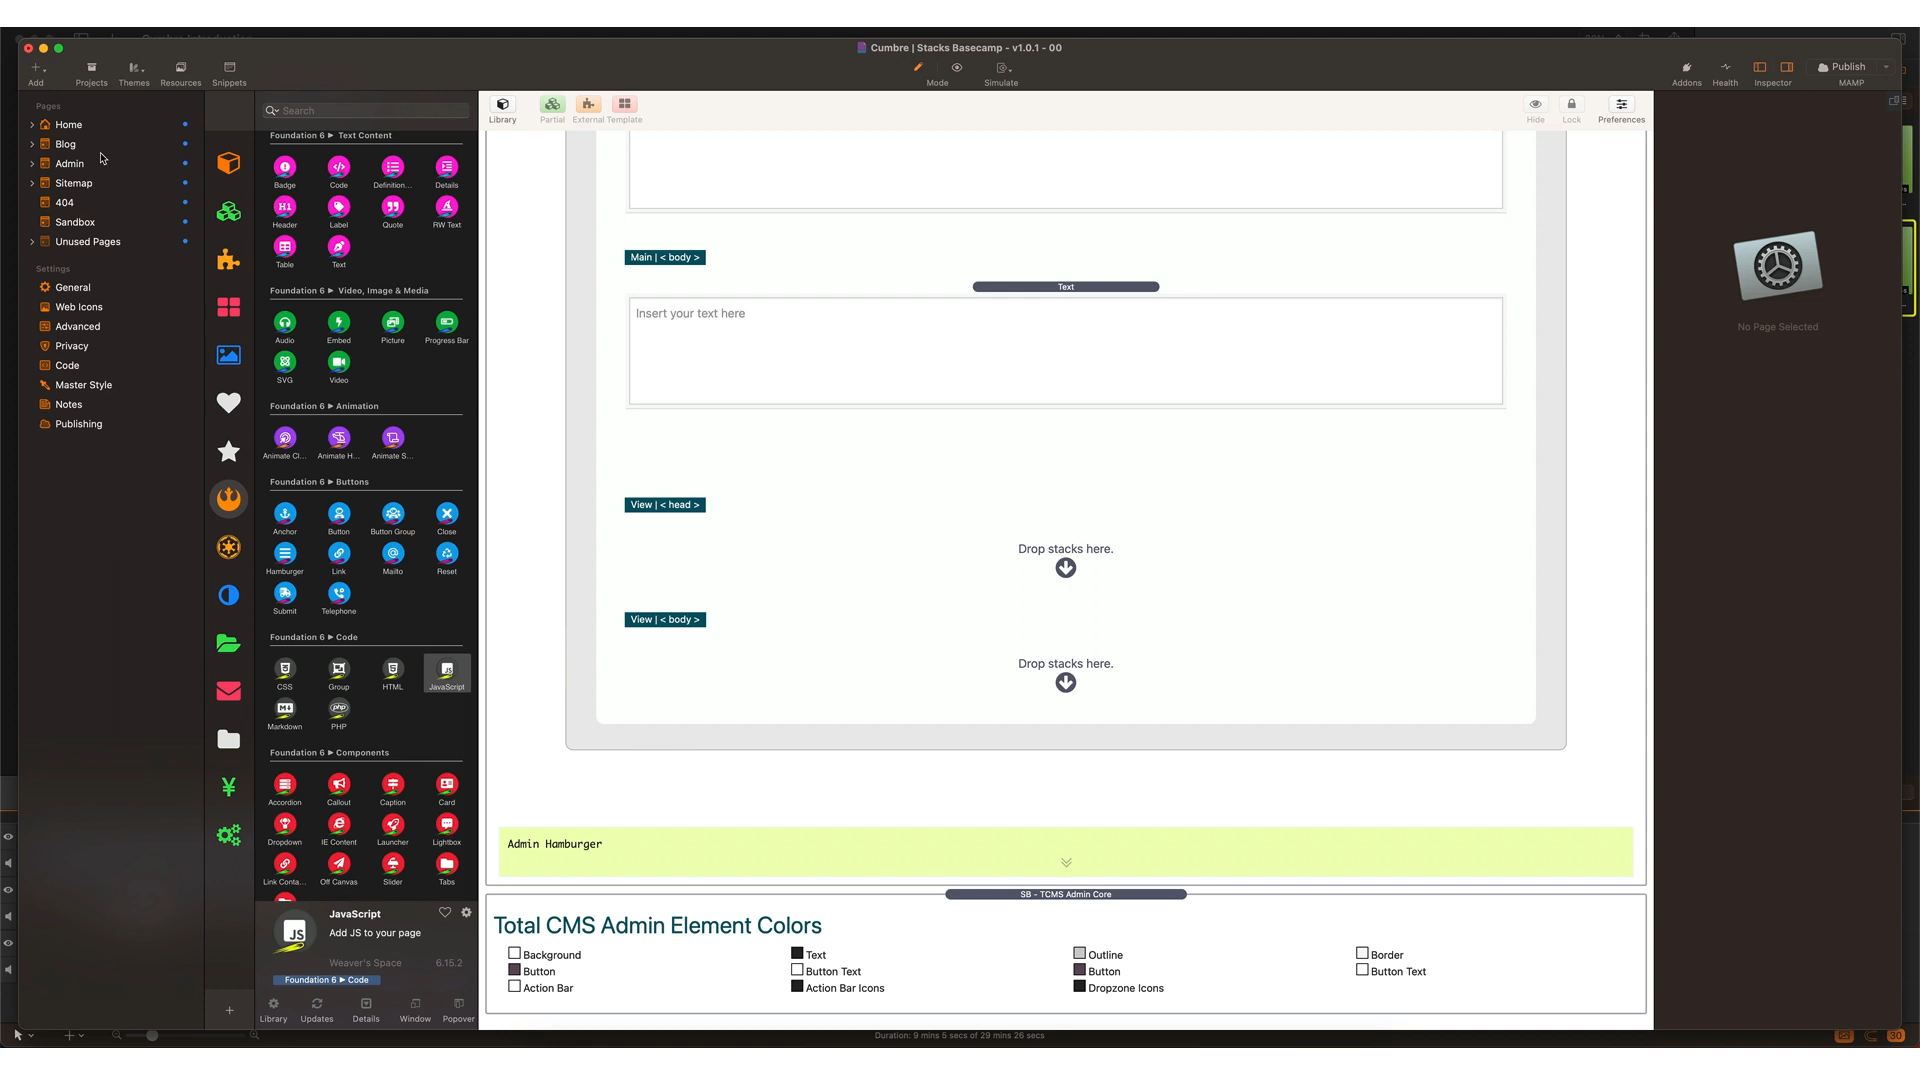 Cumbre | Stacks Basecamp - v1.0.1 - 00
Add
Projects
Themes
Resources
Snippets
Mode
Simulate
Addons
Health
Inspector
Publish
MAMP
Pages
Home
Blog
Admin
Sitemap
404
Sandbox
Unused Pages
Settings
General
Web Icons
Advanced
Privacy
Code
Master Style
Notes
Publishing
Search
Foundation 6 ▸ Text Content
Badge
Code
Definition...
Details
H1
Header
Label
Quote
RW Text
Table
Text
Foundation 6 ▸ Video, Image & Media
Audio
Embed
Picture
Progress Bar
SVG
Video
Foundation 6 ▸ Animation
Animate Cl...
Animate H...
Animate S...
Foundation 6 ▸ Buttons
Anchor
Button
Button Group
Close
Hamburger
Link
Mailto
Reset
Submit
Telephone
Foundation 6 ▸ Code
CSS
Group
HTML
JS
JavaScript
M
Markdown
php
PHP
Foundation 6 ▸ Components
Accordion
Callout
Caption
Card
Dropdown
IE Content
Launcher
Lightbox
Link Conta...
Off Canvas
Slider
Tabs
JS
JavaScript
Add JS to your page
Weaver's Space 6.15.2
Foundation 6 ▸ Code
Library
Updates
Details
Window
Popover
Library
Partial
External
Template
Hide
Lock
Preferences
Main | < body >
Text
Insert your text here
View | < head >
Drop stacks here.
View | < body >
Drop stacks here.
Admin Hamburger
SB - TCMS Admin Core
Total CMS Admin Element Colors
Background
Text
Outline
Border
Button
Button Text
Button
Button Text
Action Bar
Action Bar Icons
Dropzone Icons
No Page Selected
Duration: 9 mins 5 secs of 29 mins 26 secs
30